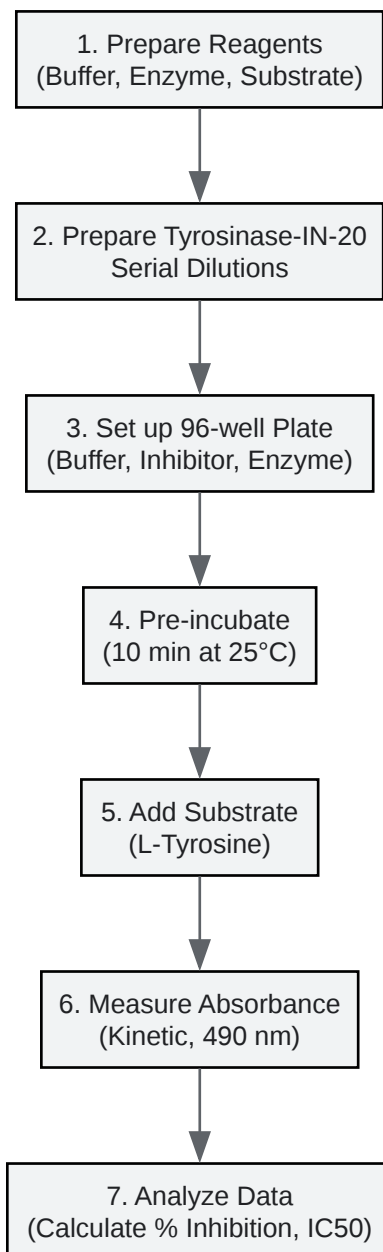 1. Prepare Reagents
(Buffer, Enzyme, Substrate)
2. Prepare Tyrosinase-IN-20
Serial Dilutions
3. Set up 96-well Plate
(Buffer, Inhibitor, Enzyme)
4. Pre-incubate
(10 min at 25°C)
5. Add Substrate
(L-Tyrosine)
6. Measure Absorbance
(Kinetic, 490 nm)
7. Analyze Data
(Calculate % Inhibition, IC50)